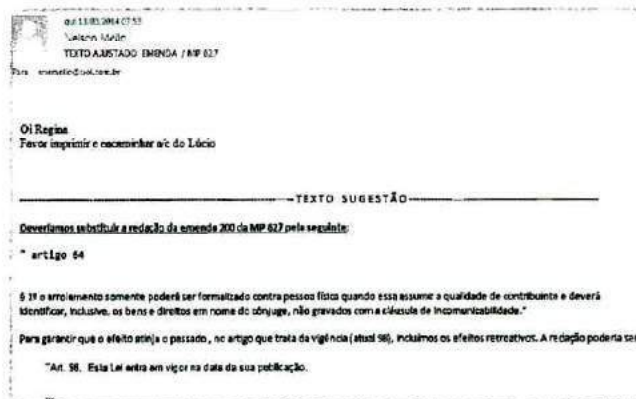 Nelson Mello
TEXTO AJUSTADO EMENDA / MP 627
Para
Oi Regina
Favor imprimir e encaminhar a/c do Lúcio
TEXTO SUGESTÃO
Deveríamos substituir a redação da emenda 200 da MP 627 pela seguinte:
" artigo 64
§ 1º o arrolamento somente poderá ser formalizado contra pessoa física quando essa assume a qualidade de contribuinte e deverá
identificar, inclusive, os bens e direitos em nome do cônjuge, não gravados com a cláusula de incomunicabilidade."
Para garantir que o efeito atinja o passado , no artigo que trata da vigência (atual 98), incluimos os efeitos retroativos. A redação poderia ser
"Art. 98. Esta Lei entra em vigor na data da sua publicação.